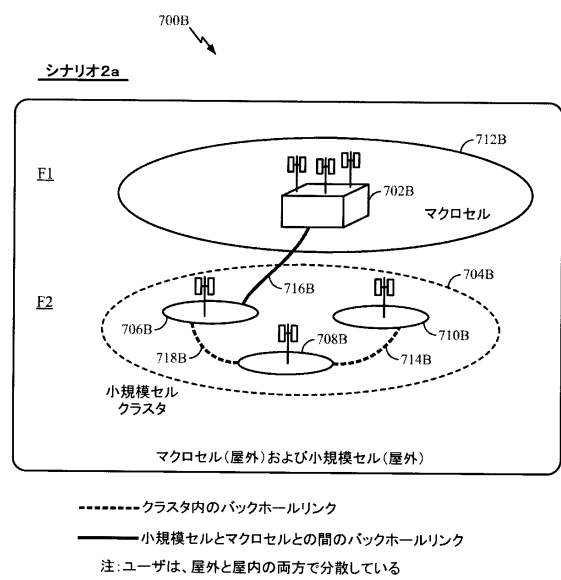 700B
シナリオ2a
712B
F1
702B
マクロセル
704B
716B
F2
706B
708B
710B
718B
714B
小規模セル
クラスタ
マクロセル(屋外)および小規模セル(屋外)
クラスタ内のバックホールリンク
小規模セルとマクロセルとの間のバックホールリンク
注:ユーザは、屋外と屋内の両方で分散している